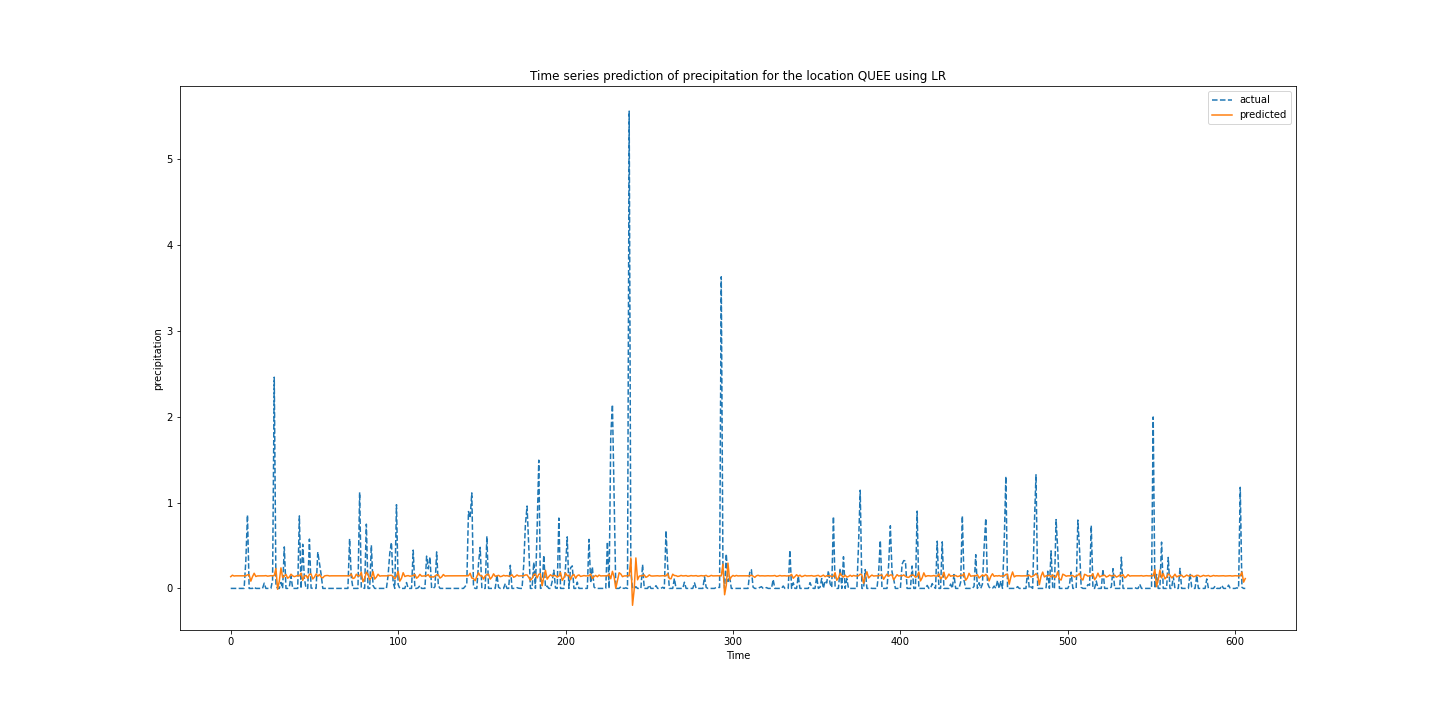 Time series prediction of precipitation for the location QUEE using LR
actual
predicted
5
4
3
2
1
0
precipitation
0 100 200 300 400 500 600
Time